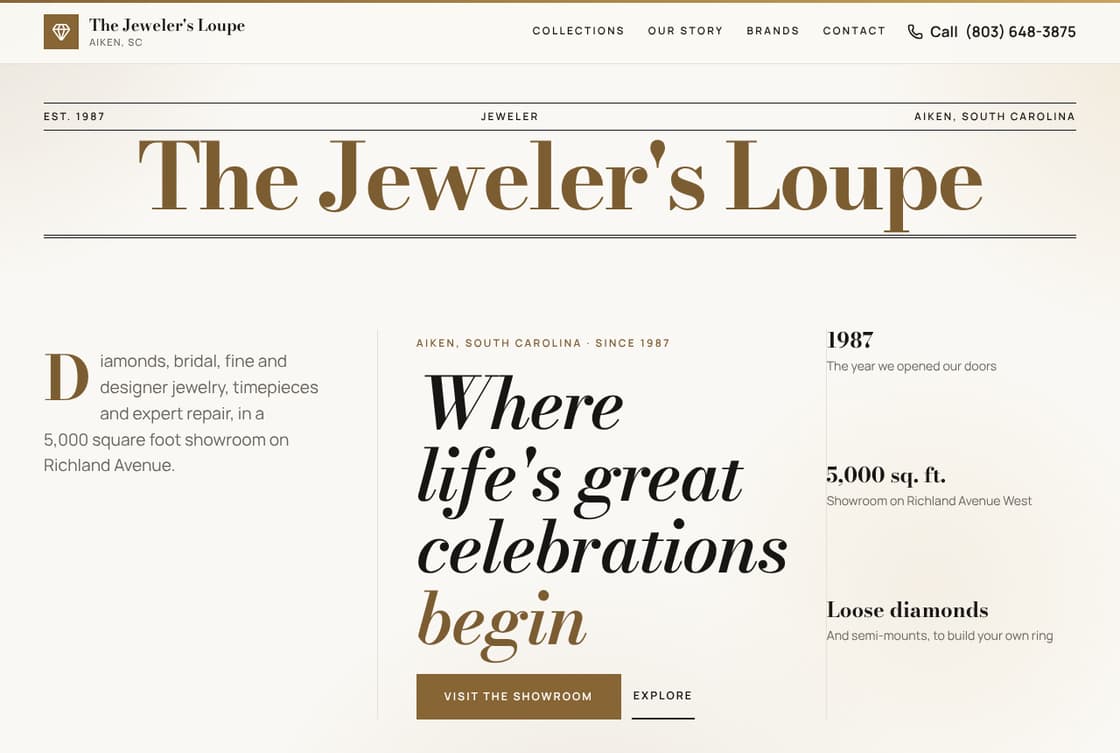 The Jeweler's Loupe
AIKEN, SC
COLLECTIONS
OUR STORY
BRANDS
CONTACT
Call (803) 648-3875
EST. 1987
JEWELER
AIKEN, SOUTH CAROLINA
The Jeweler's Loupe
Diamonds, bridal, fine and
designer jewelry, timepieces
and expert repair, in a
5,000 square foot showroom on
Richland Avenue.
AIKEN, SOUTH CAROLINA · SINCE 1987
Where
life's great
celebrations
begin
VISIT THE SHOWROOM
EXPLORE
1987
The year we opened our doors
5,000 sq. ft.
Showroom on Richland Avenue West
Loose diamonds
And semi-mounts, to build your own ring